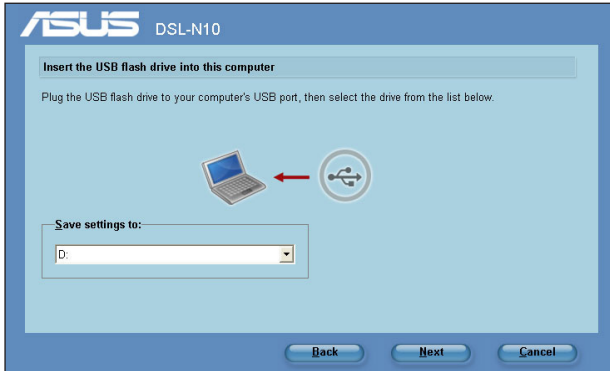 ASUS DSL-N10
Insert the USB flash drive into this computer
Plug the USB flash drive to your computer's USB port, then select the drive from the list below.
Save settings to:
D:
Back Next Cancel